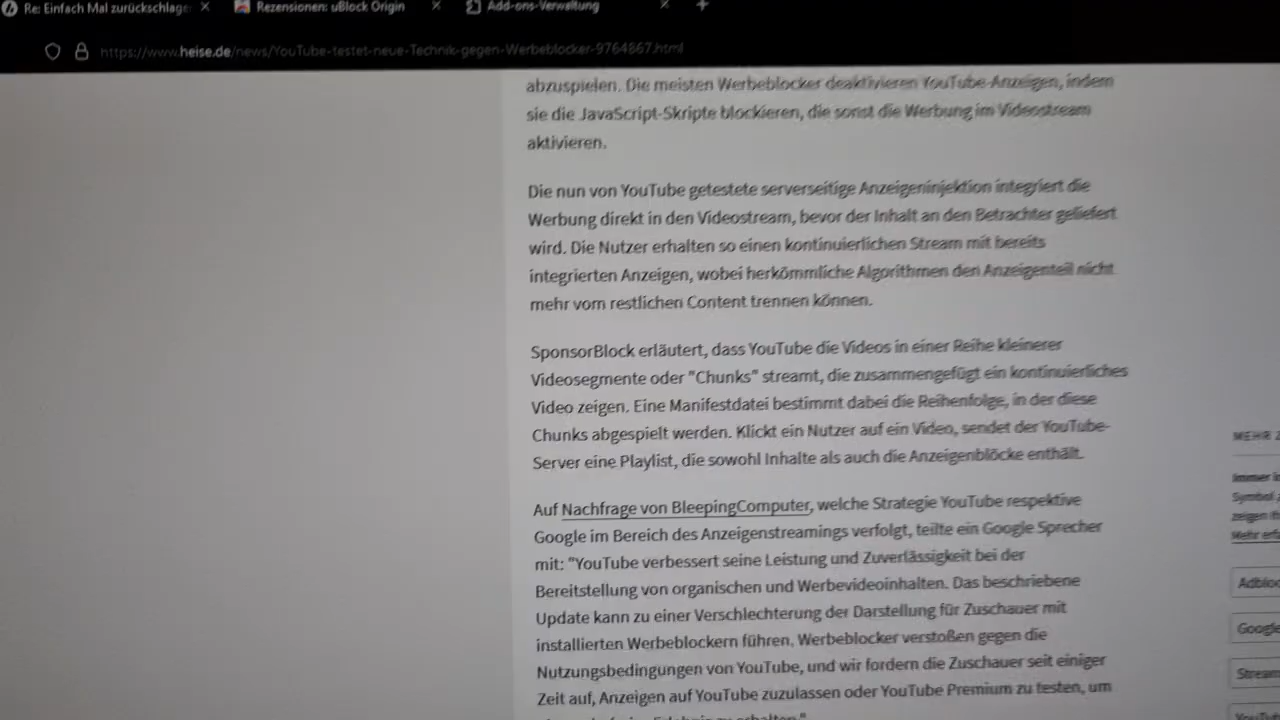 Re: Einfach Mal zurückschlage
Rezensionen: uBlock Origin
Add-ons-Verwaltung
https://www.heise.de/news/YouTube-testet-neue-Technik-gegen-Werbeblocker-9764867.html
abzuspielen. Die meisten Werbeblocker deaktivieren YouTube-Anzeigen, indem
sie die JavaScript-Skripte blockieren, die sonst die Werbung im Videostream
aktivieren.
Die nun von YouTube getestete serverseitige Anzeigeninjektion integriert die
Werbung direkt in den Videostream, bevor der Inhalt an den Betrachter geliefert
wird. Die Nutzer erhalten so einen kontinuierlichen Stream mit bereits
integrierten Anzeigen, wobei herkömmliche Algorithmen den Anzeigenteil nicht
mehr vom restlichen Content trennen können.
SponsorBlock erläutert, dass YouTube die Videos in einer Reihe kleinerer
Videosegmente oder "Chunks" streamt, die zusammengefügt ein kontinuierliches
Video zeigen. Eine Manifestdatei bestimmt dabei die Reihenfolge, in der diese
Chunks abgespielt werden. Klickt ein Nutzer auf ein Video, sendet der YouTube-
Server eine Playlist, die sowohl Inhalte als auch die Anzeigenblöcke enthält.
Auf Nachfrage von BleepingComputer, welche Strategie YouTube respektive
Google im Bereich des Anzeigenstreamings verfolgt, teilte ein Google Sprecher
mit: "YouTube verbessert seine Leistung und Zuverlässigkeit bei der
Bereitstellung von organischen und Werbevideoinhalten. Das beschriebene
Update kann zu einer Verschlechterung der Darstellung für Zuschauer mit
installierten Werbeblockern führen. Werbeblocker verstoßen gegen die
Nutzungsbedingungen von YouTube, und wir fordern die Zuschauer seit einiger
Zeit auf, Anzeigen auf YouTube zuzulassen oder YouTube Premium zu testen, um
MEHR Z
Immer i
Symbol
zeigen
Mehr erf
Adbloc
Google
Stream